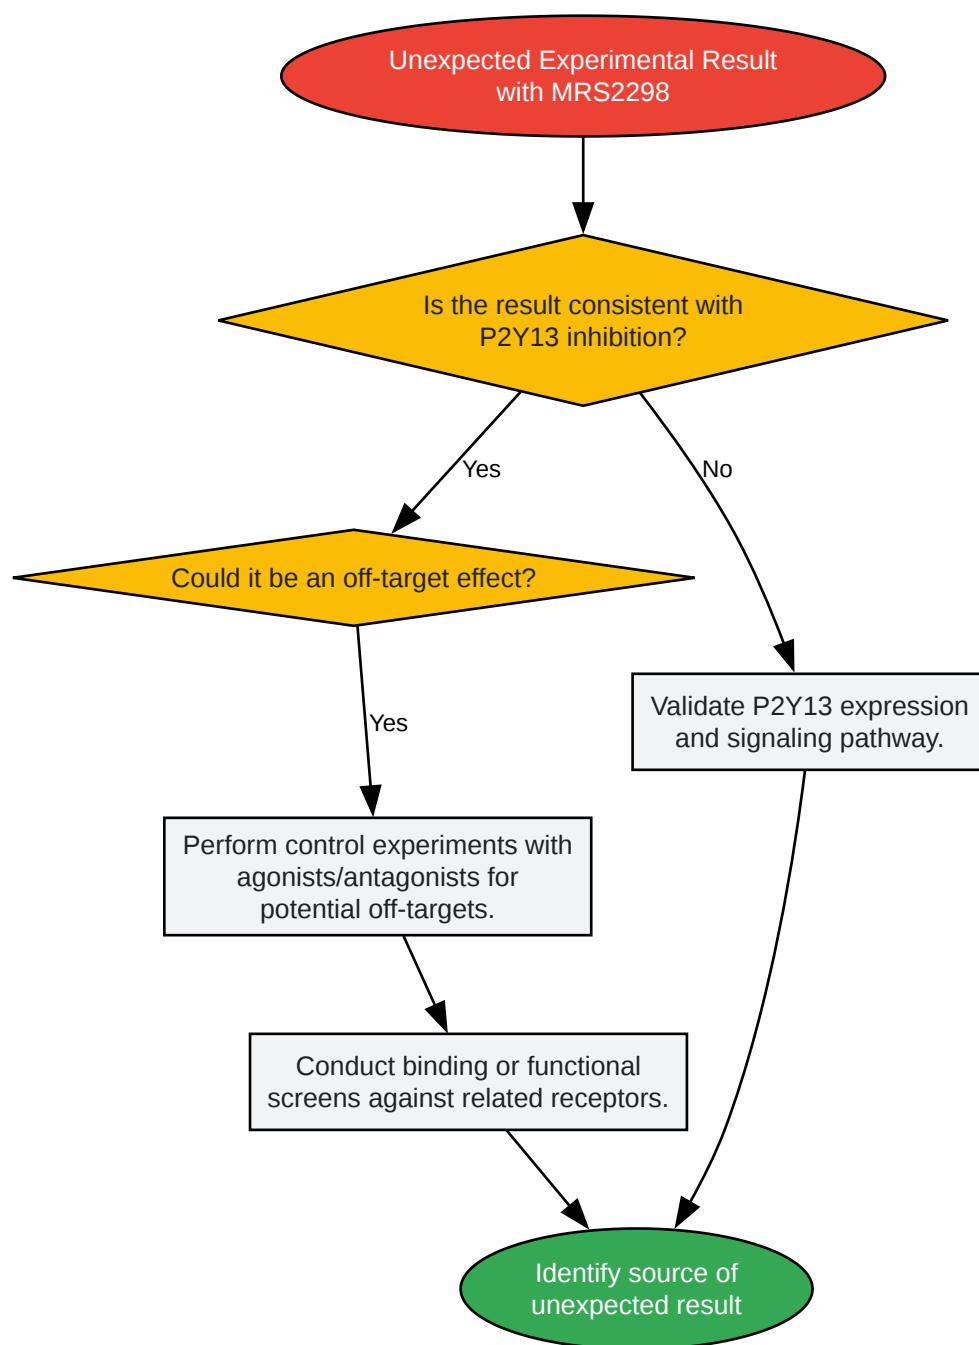 Unexpected Experimental Result
with MRS2298
Is the result consistent with
P2Y13 inhibition?
Yes
No
Could it be an off-target effect?
Yes
Validate P2Y13 expression
and signaling pathway.
Perform control experiments with
agonists/antagonists for
potential off-targets.
Conduct binding or functional
screens against related receptors.
Identify source of
unexpected result